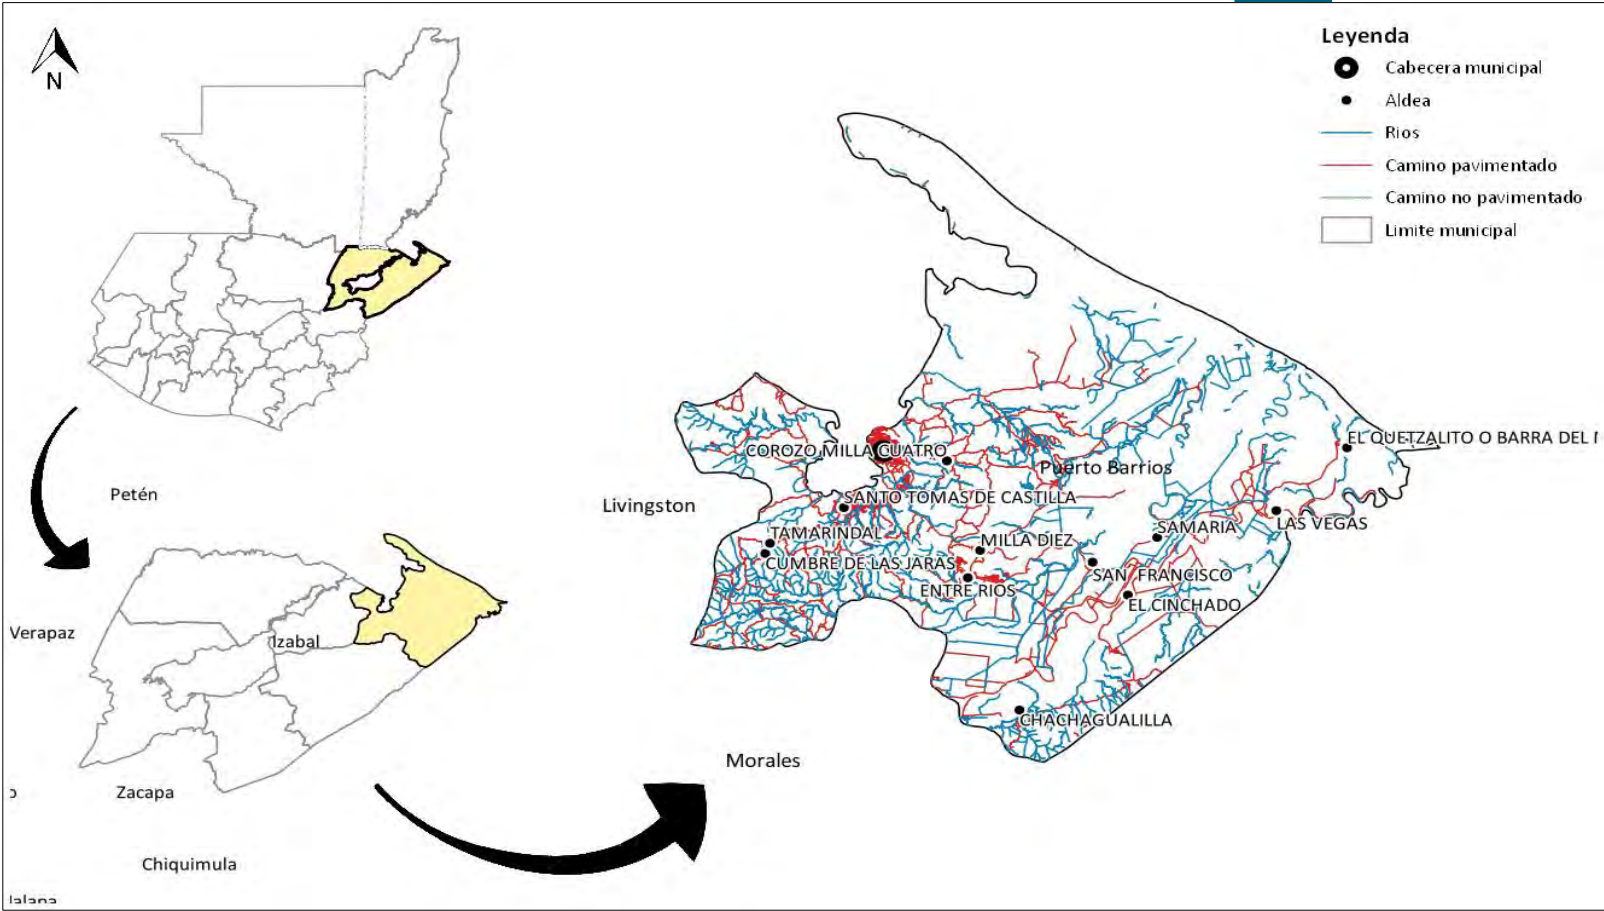 N
Leyenda
Cabecera municipal
Aldea
Rios
Camino pavimentado
Camino no pavimentado
Limite municipal
Petén
Verapaz
Izabal
Zacapa
Chiquimula
Livingston
Morales
Puerto Barrios
COROZO MILLA CUATRO
EL QUETZALITO O BARRA DEL
SANTO TOMAS DE CASTILLA
LAS VEGAS
SAMARIA
TAMARINDAL
MILLA DIEZ
CUMBRE DE LAS JARAS
SAN FRANCISCO
ENTRE RIOS
EL CINCHADO
CHACHAGUALILLA